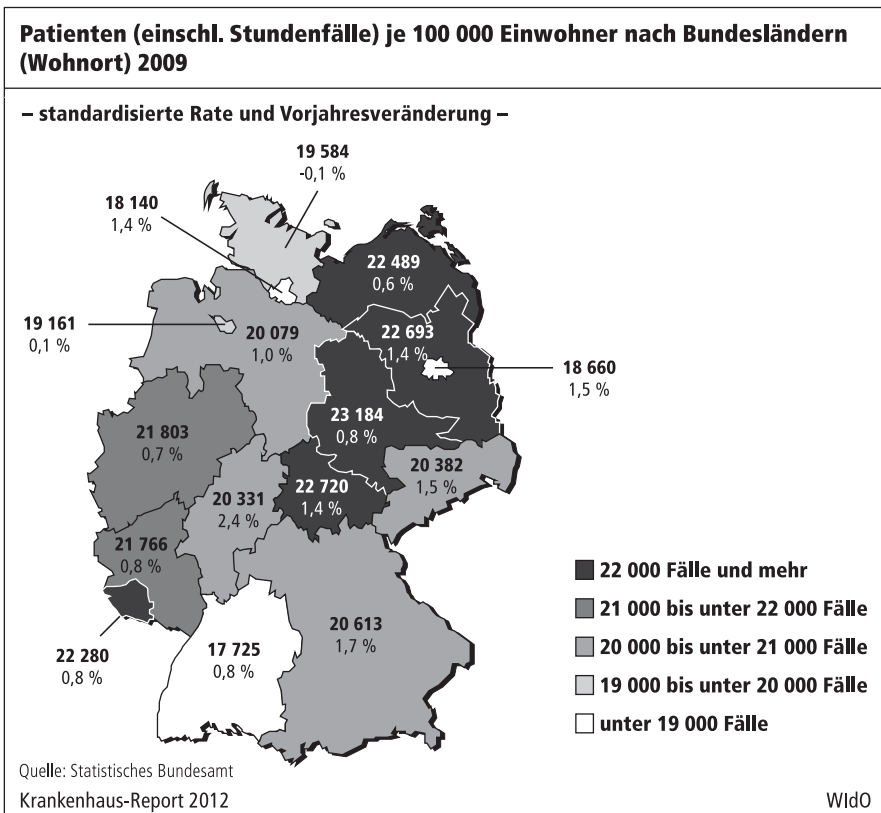 Patienten (einschl. Stundenfälle) je 100 000 Einwohner nach Bundesländern
(Wohnort) 2009
– standardisierte Rate und Vorjahresveränderung –
19 584
-0,1 %
18 140
1,4 %
22 489
0,6 %
19 161
0,1 %
20 079
1,0 %
22 693
1,4 %
18 660
1,5 %
23 184
0,8 %
21 803
0,7 %
20 382
1,5 %
22 720
1,4 %
20 331
2,4 %
21 766
0,8 %
22 280
0,8 %
17 725
0,8 %
20 613
1,7 %
22 000 Fälle und mehr
21 000 bis unter 22 000 Fälle
20 000 bis unter 21 000 Fälle
19 000 bis unter 20 000 Fälle
unter 19 000 Fälle
Quelle: Statistisches Bundesamt
Krankenhaus-Report 2012
WIdO